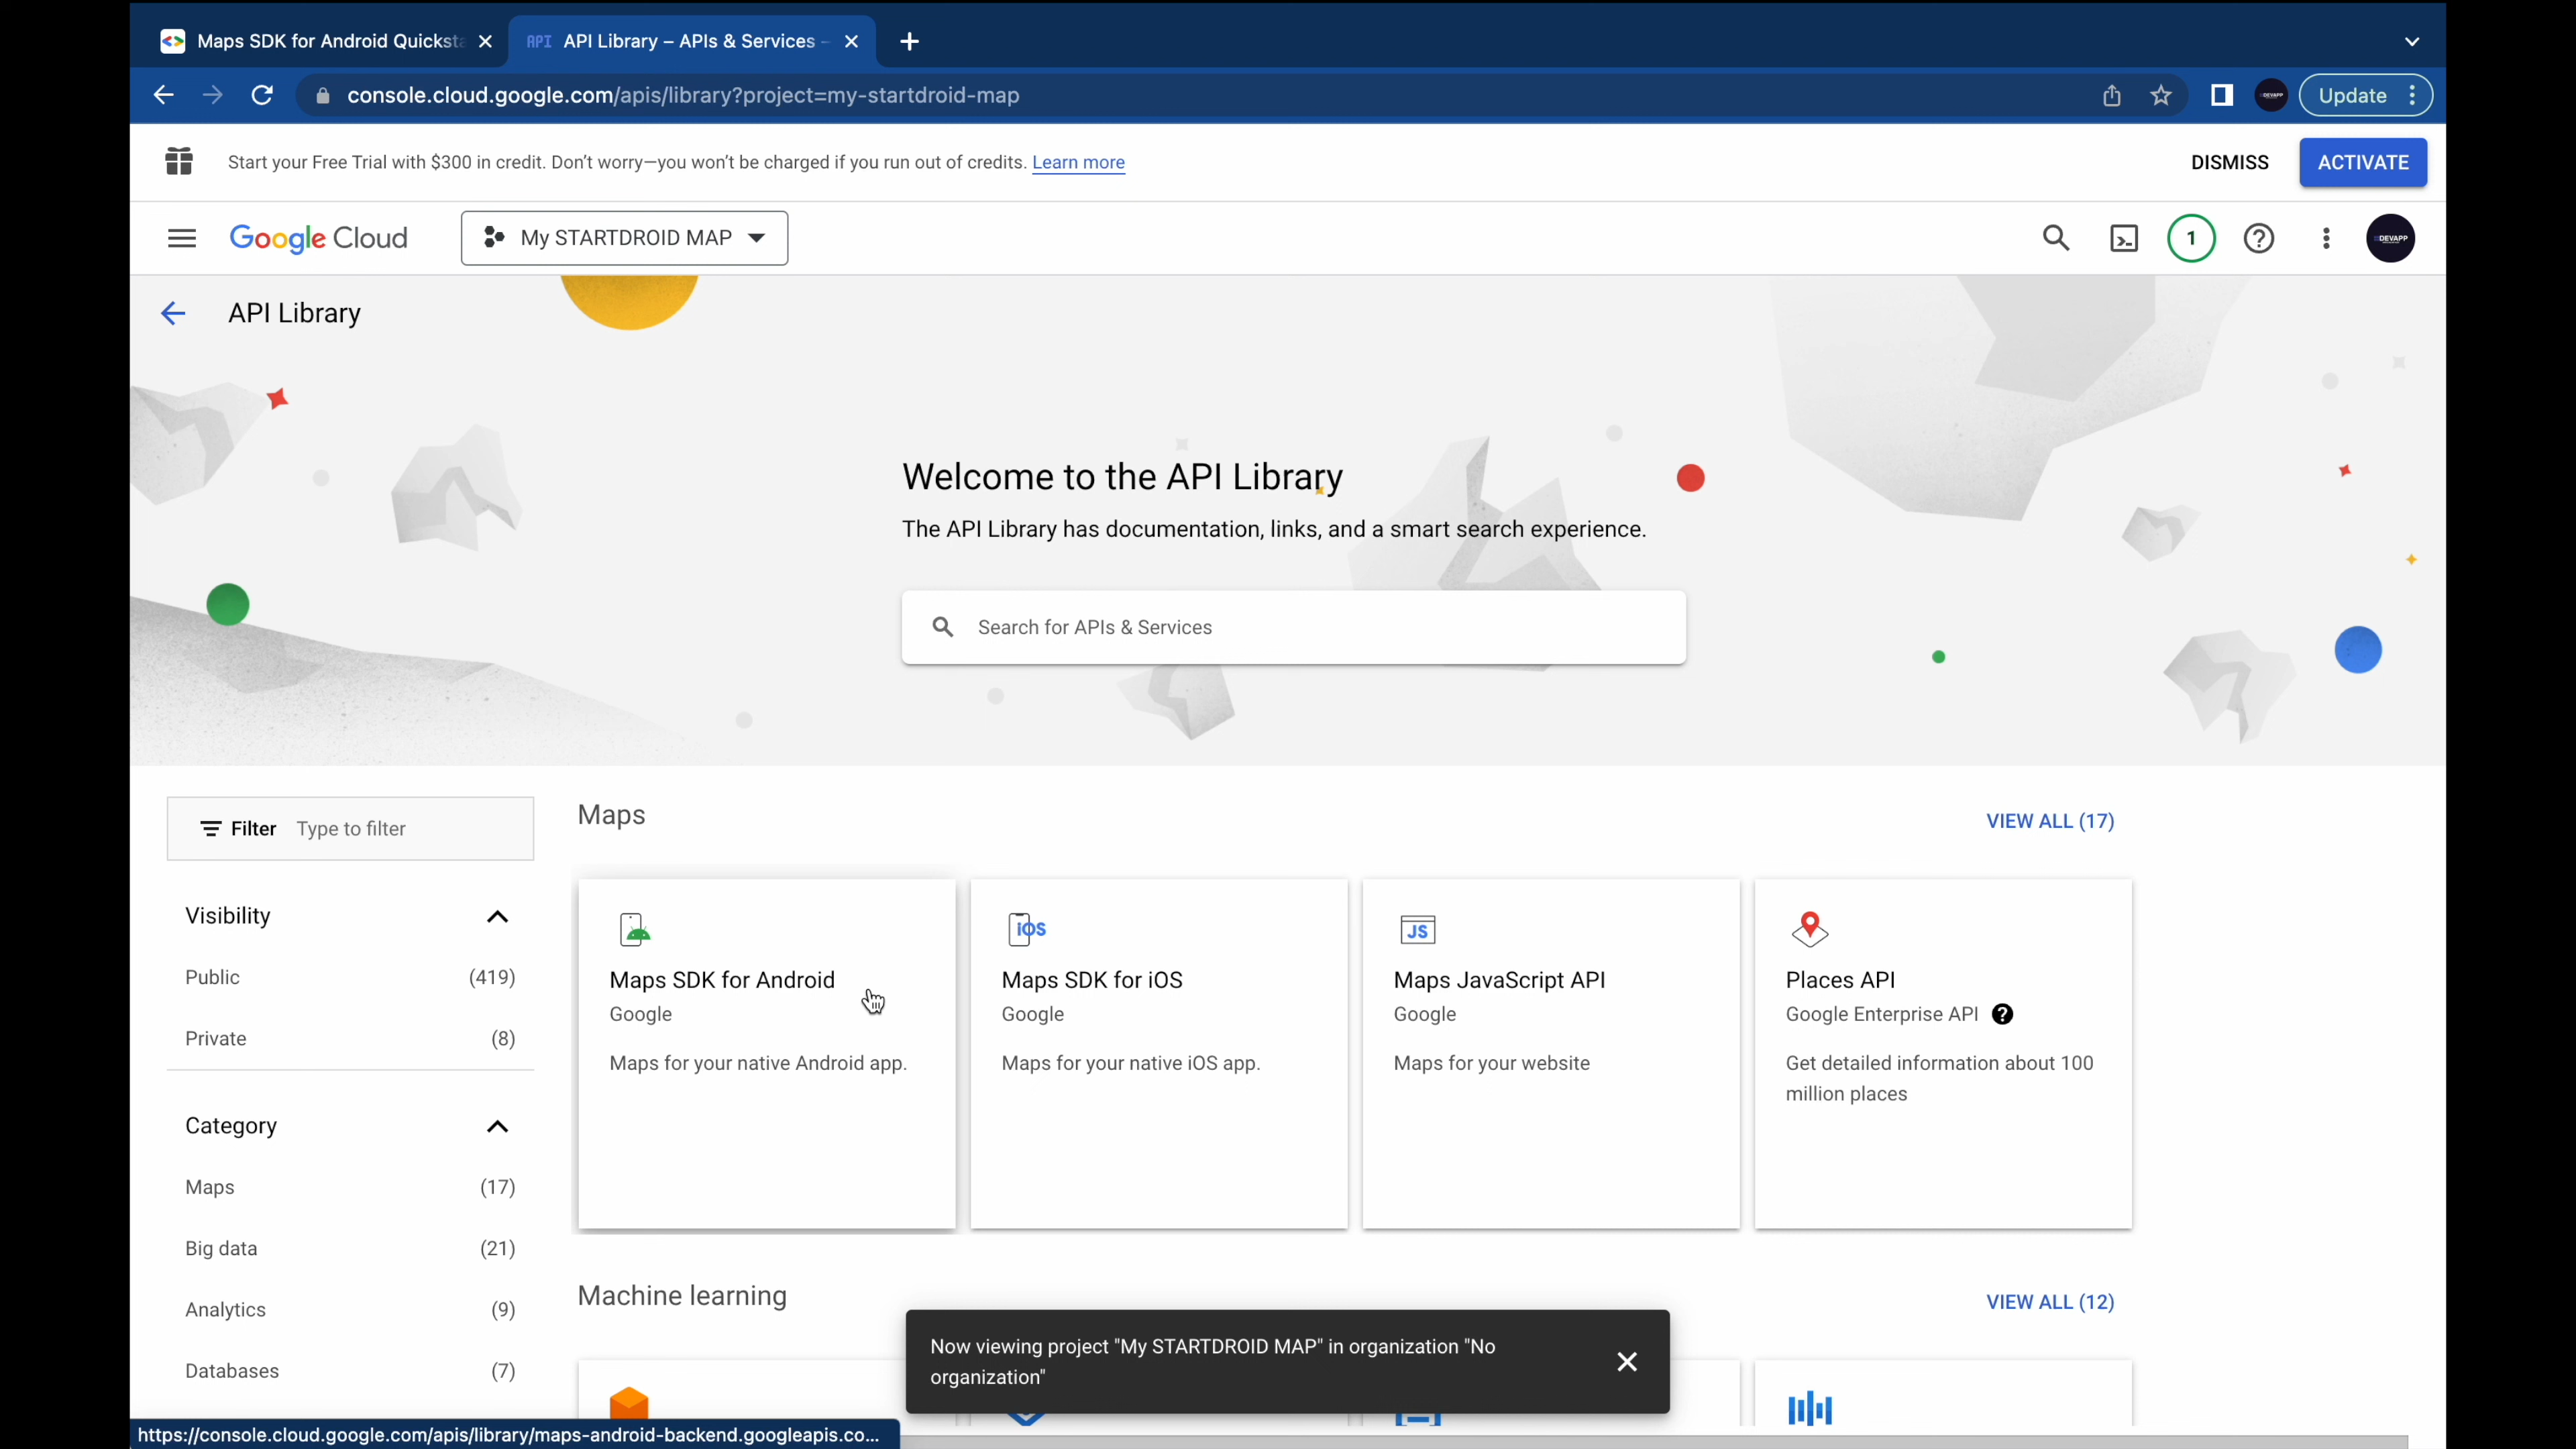 Maps SDK for Android Quicksta
API API Library – APIs & Services –
console.cloud.google.com/apis/library?project=my-startdroid-map
DEVAPP
Update
Start your Free Trial with $300 in credit. Don't worry—you won't be charged if you run out of credits. Learn more
DISMISS
ACTIVATE
Google Cloud
My STARTDROID MAP
1
DEVAPP
API Library
Welcome to the API Library
The API Library has documentation, links, and a smart search experience.
Search for APIs & Services
Filter Type to filter
Visibility
Public (419)
Private (8)
Category
Maps (17)
Big data (21)
Analytics (9)
Databases (7)
Maps
VIEW ALL (17)
Maps SDK for Android
Google
Maps for your native Android app.
iOS
Maps SDK for iOS
Google
Maps for your native iOS app.
JS
Maps JavaScript API
Google
Maps for your website
Places API
Google Enterprise API
Get detailed information about 100
million places
Machine learning
VIEW ALL (12)
Now viewing project "My STARTDROID MAP" in organization "No
organization"
https://console.cloud.google.com/apis/library/maps-android-backend.googleapis.co...